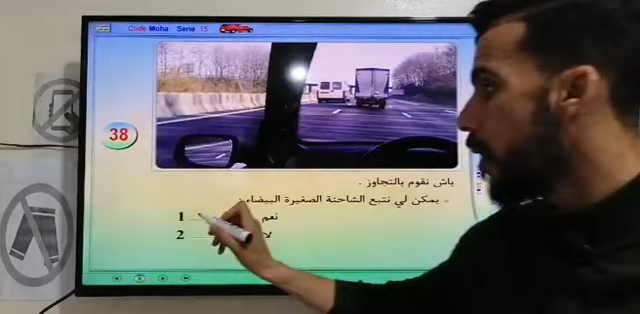 Code Moha Serie 15
38
باش نقوم بالتجاوز .
- يمكن لي نتبع الشاحنة الصغيرة البيضاء :
نعم 1
لا 2